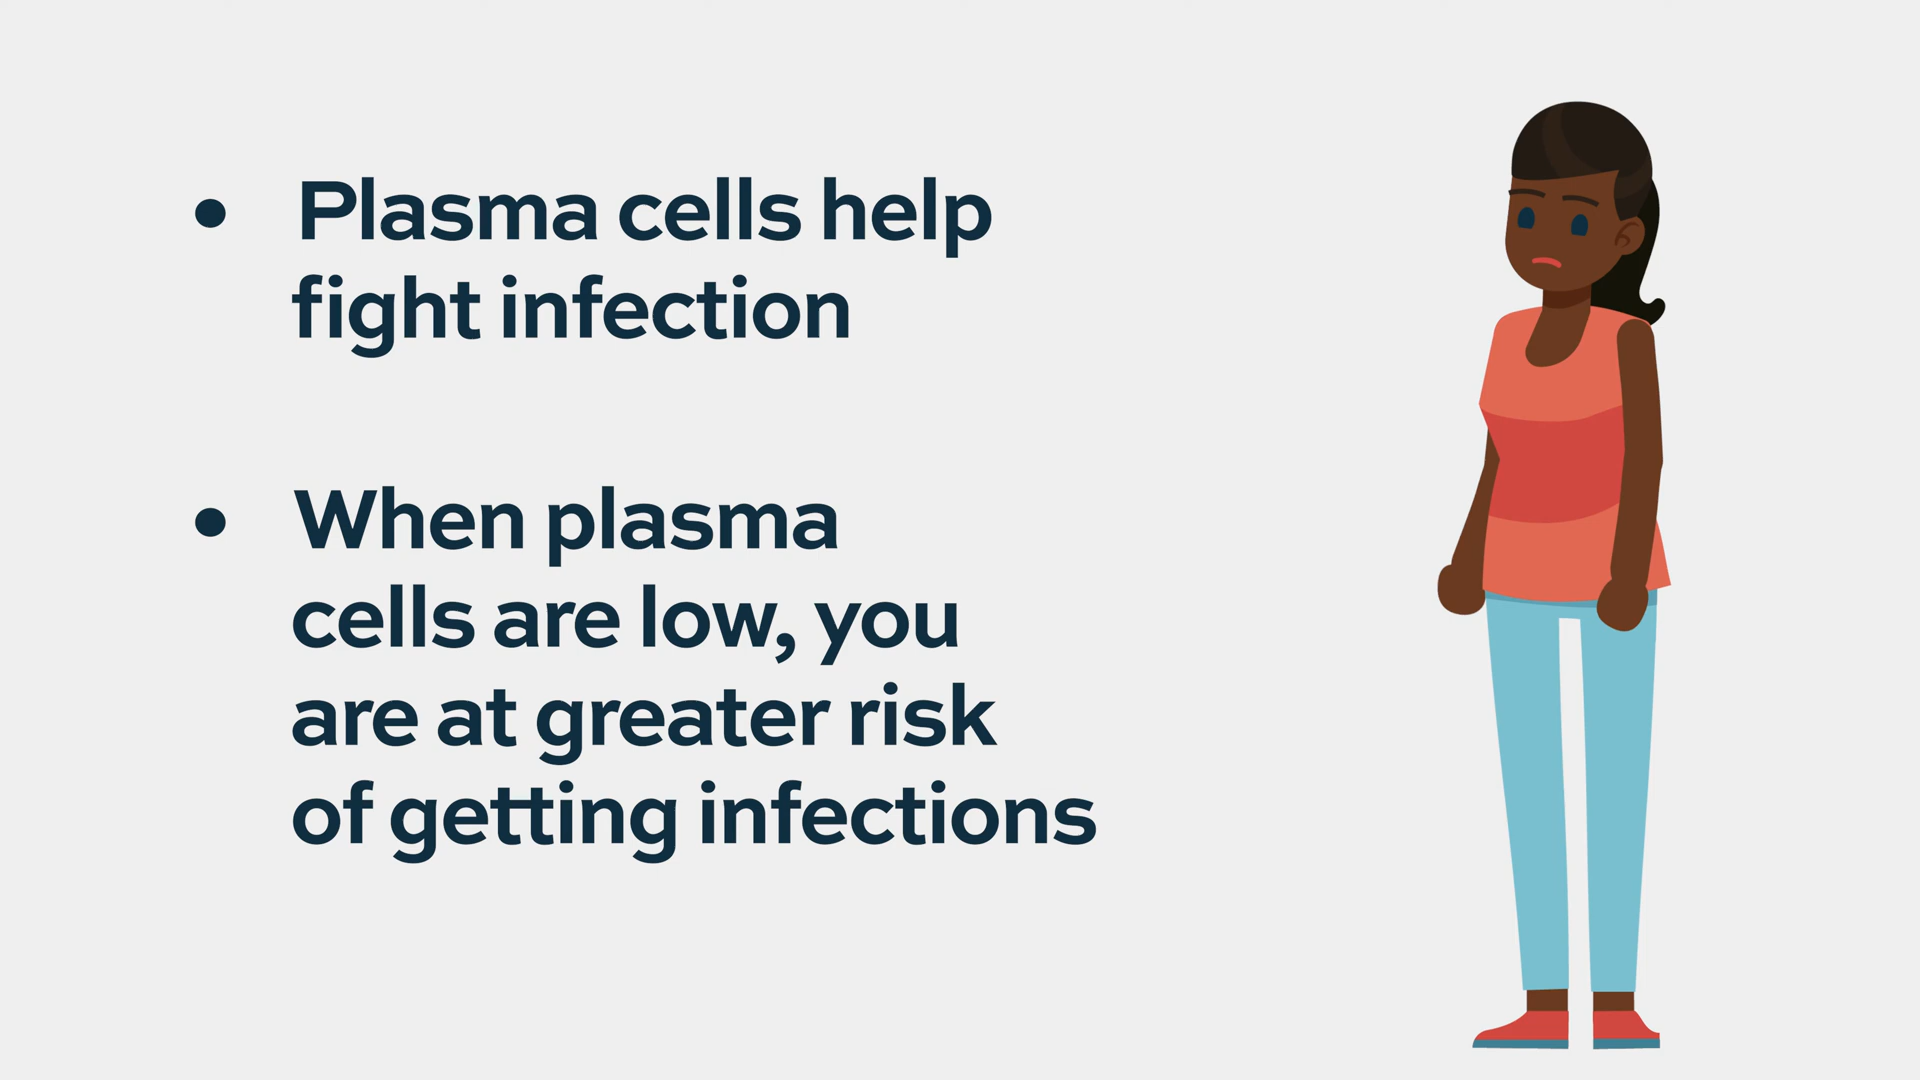 • Plasma cells help
fight infection
• When plasma
cells are low, you
are at greater risk
of getting infections